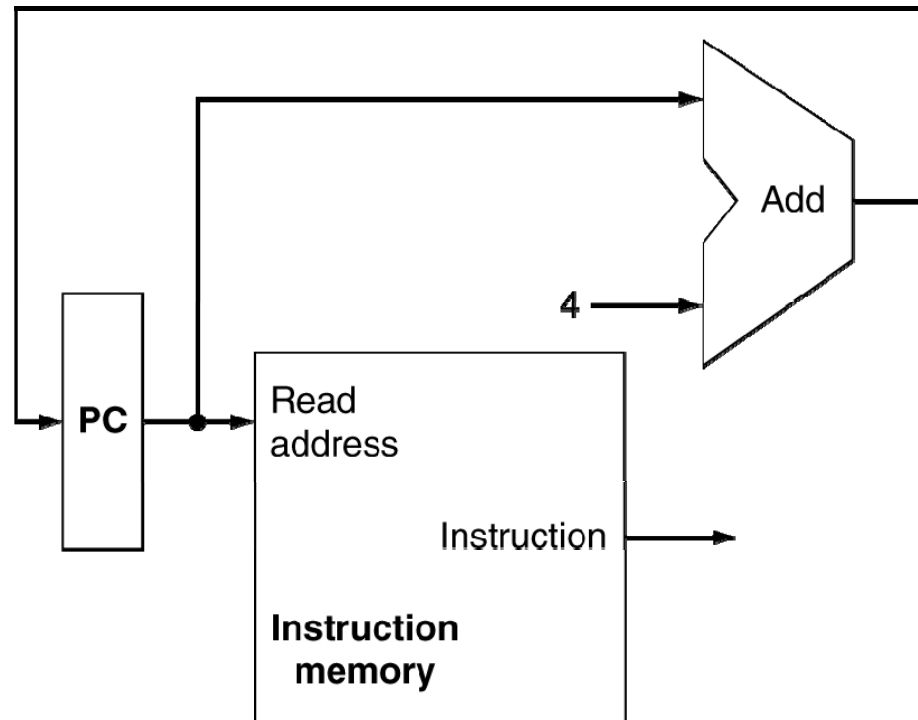 Add
4
PC
Read
address
Instruction
Instruction
memory